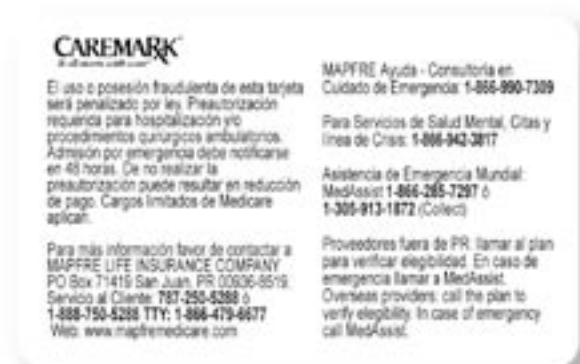 CAREMARK
El uso o posesión fraudulenta de esta tarjeta
será penalizado por ley. Preautorización
requerida para hospitalización y/o
procedimientos quirúrgicos ambulatorios.
Admisión por emergencia debe notificarse
en 48 horas. De no realizar la
preautorización puede resultar en reducción
de pago. Cargos limitados de Medicare
aplican.
Para más información favor de contactar a
MAPFRE LIFE INSURANCE COMPANY
PO Box 71419 San Juan, PR 00936-8519.
Servicio al Cliente: 787-250-5288 ó
1-888-750-5288 TTY: 1-866-479-6677
Web: www.mapfremedicare.com
MAPFRE Ayuda - Consultoría en
Cuidado de Emergencia: 1-866-990-7309
Para Servicios de Salud Mental, Citas y
línea de Crisis: 1-866-942-3817
Asistencia de Emergencia Mundial:
MedAssist 1-866-285-7297 ó
1-305-913-1872 (Collect)
Proveedores fuera de PR: llamar al plan
para verificar elegibilidad. En caso de
emergencia llamar a MedAssist.
Overseas providers: call the plan to
verify elegibility. In case of emergency
call MedAssist.